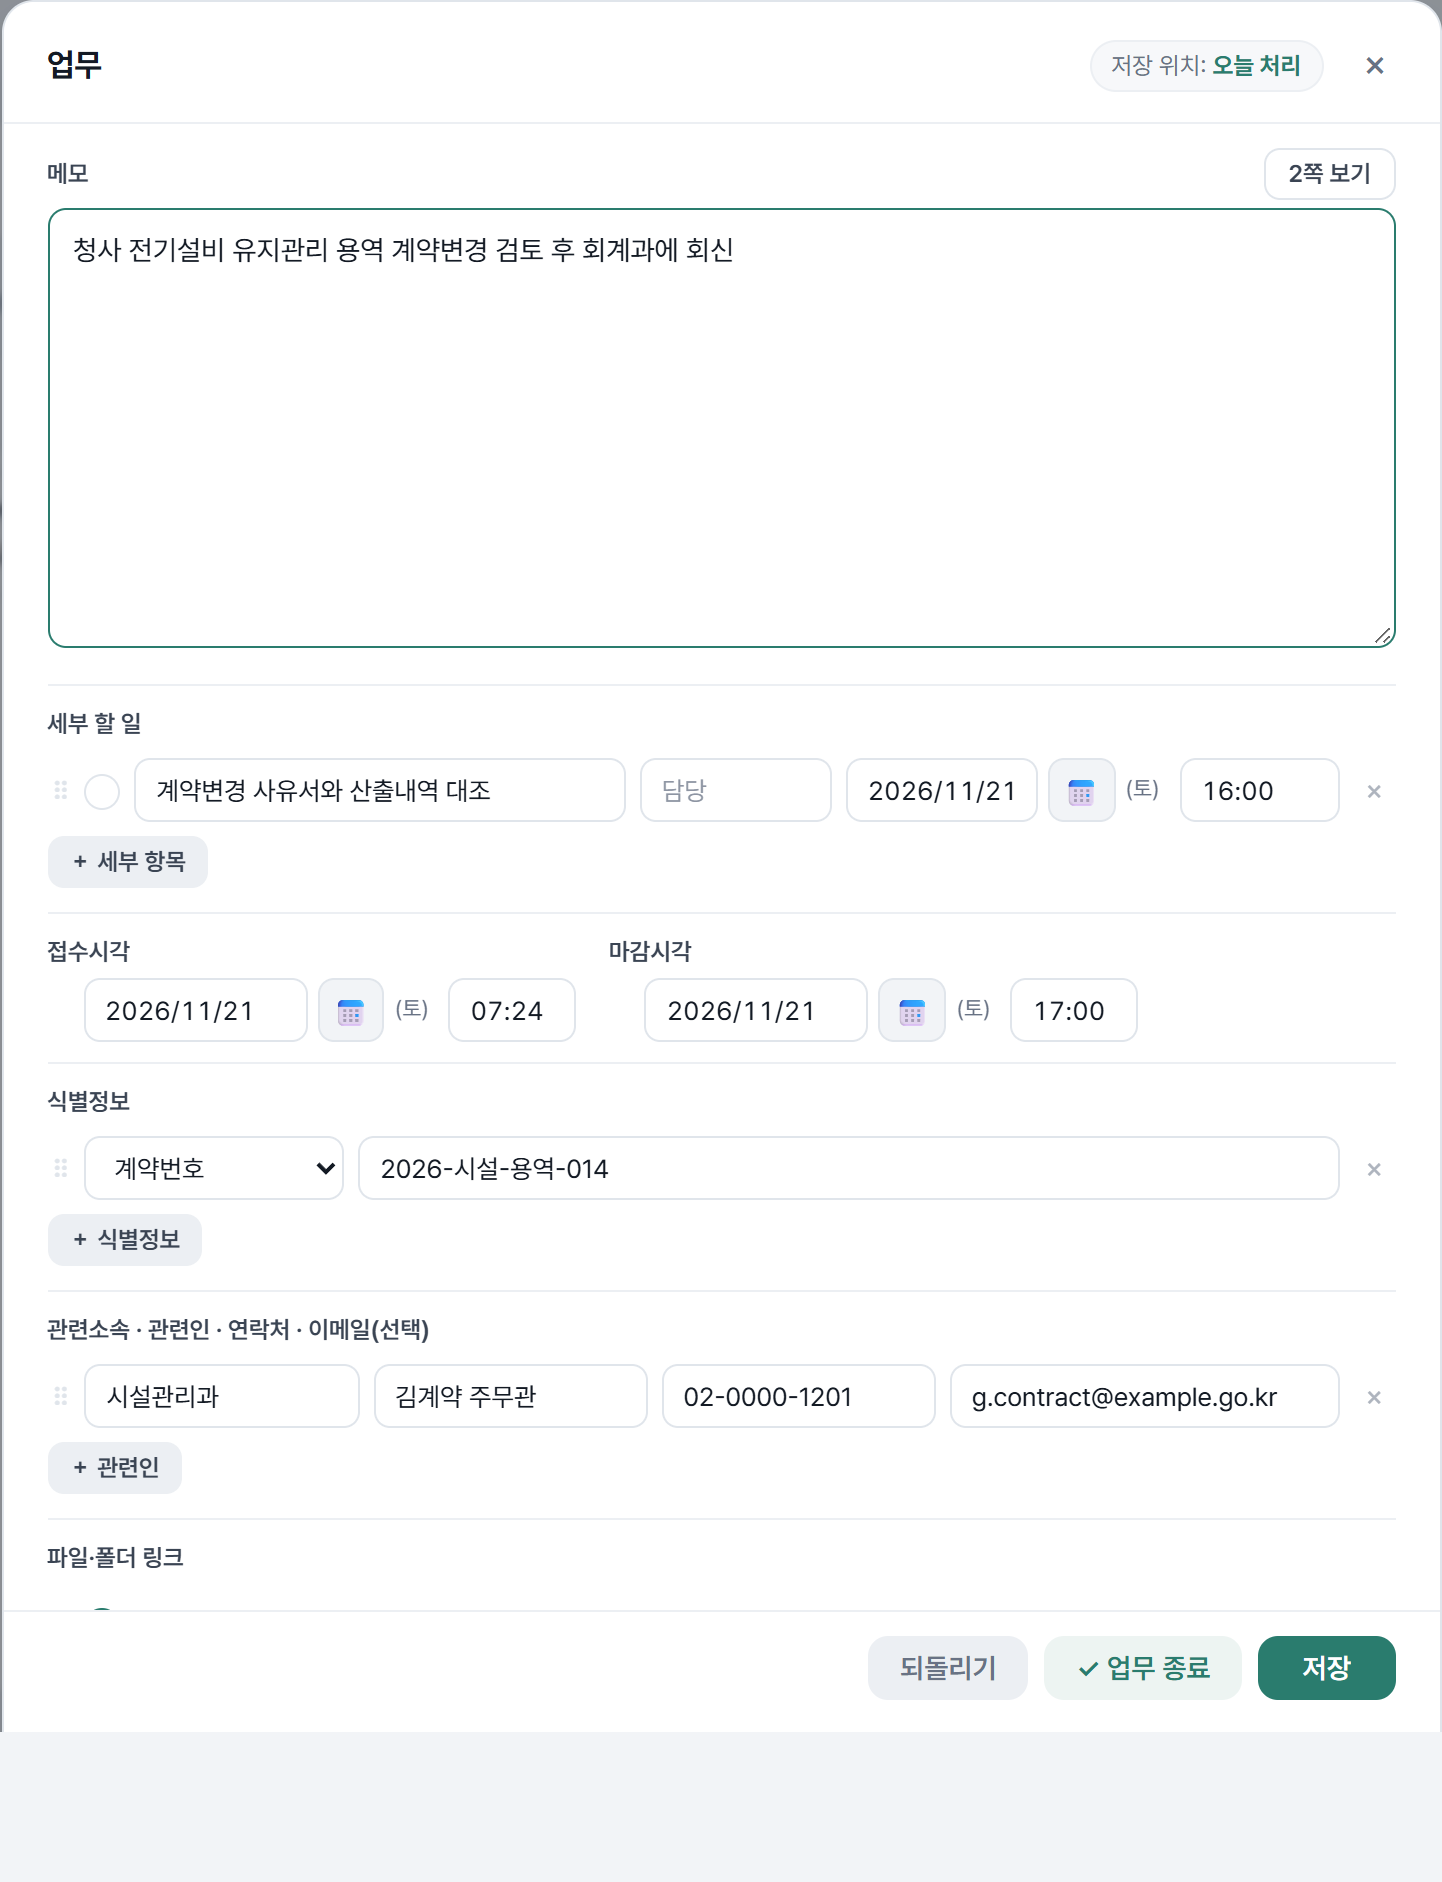 업무
저장 위치: 오늘 처리 ×
메모
2쪽 보기
청사 전기설비 유지관리 용역 계약변경 검토 후 회계과에 회신
세부 할 일
계약변경 사유서와 산출내역 대조 담당 2026/11/21 (토) 16:00 ×
+ 세부 항목
접수시각 마감시각
2026/11/21 (토) 07:24 2026/11/21 (토) 17:00
식별정보
계약번호 2026-시설-용역-014 ×
+ 식별정보
관련소속 · 관련인 · 연락처 · 이메일(선택)
시설관리과 김계약 주무관 02-0000-1201 g.contract@example.go.kr ×
+ 관련인
파일·폴더 링크
되돌리기 ✓ 업무 종료 저장